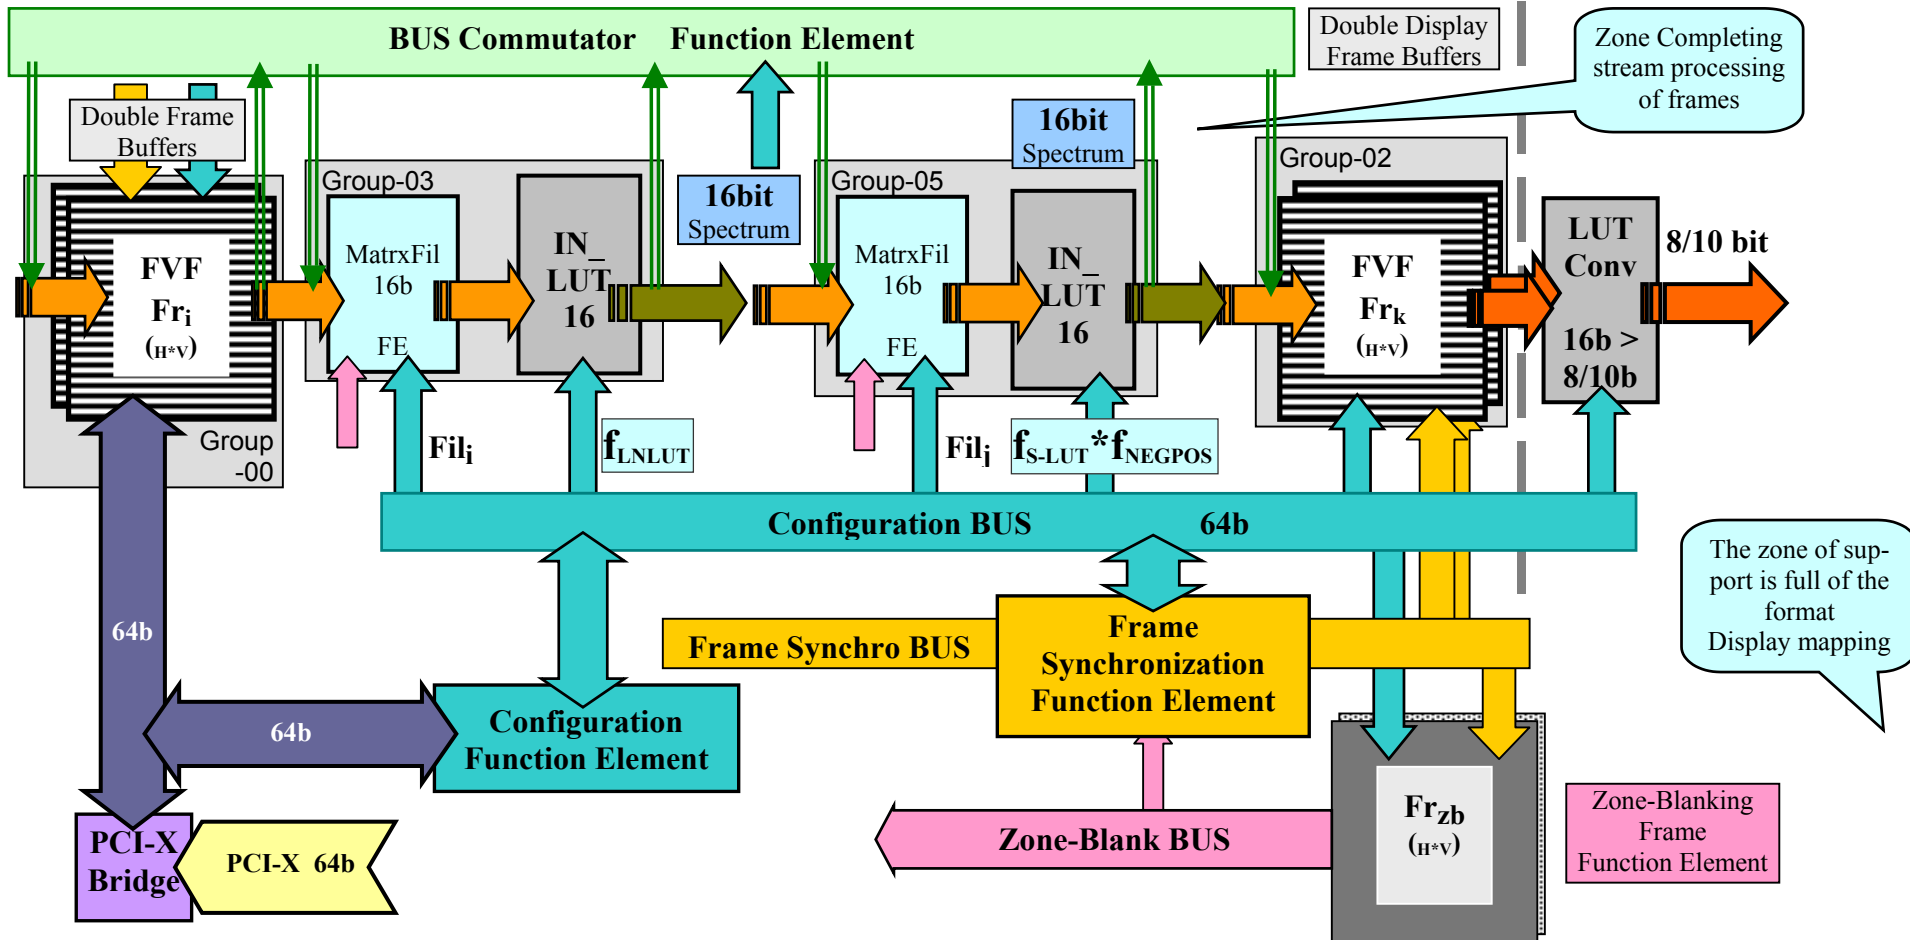 BUS Commutator Function Element
Double Display
Frame Buffers
Zone Completing
stream processing
of frames
Double Frame
Buffers
16bit
Spectrum
Group-03
Group-05
Group-02
16bit
Spectrum
MatrxFil
16b
FE
IN_
LUT
16
MatrxFil
16b
FE
IN_
LUT
16
FVF
Fri
(H*V)
FVF
Frk
(H*V)
LUT
Conv
16b >
8/10b
8/10 bit
Group
-00
Fili
fLNLUT
Filj
fS-LUT*fNEGPOS
Configuration BUS 64b
The zone of sup-
port is full of the
format
Display mapping
64b
Frame Synchro BUS
Frame
Synchronization
Function Element
64b
Configuration
Function Element
Frzb
(H*V)
Zone-Blanking
Frame
Function Element
Zone-Blank BUS
PCI-X
Bridge
PCI-X 64b